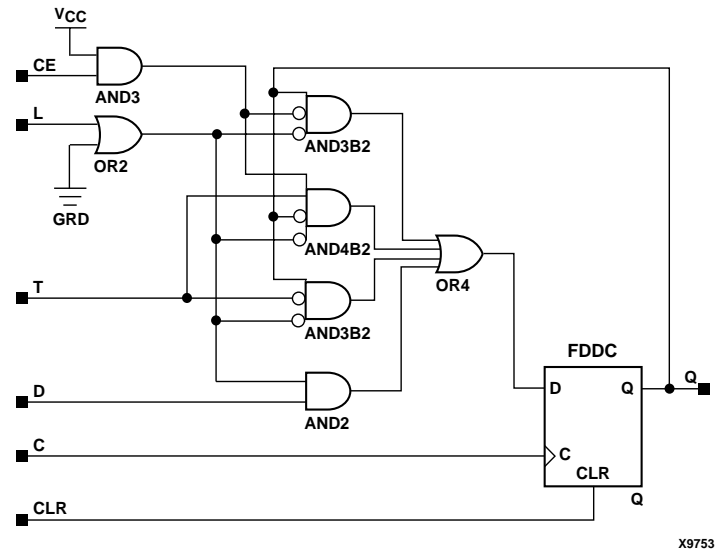 VCC
CE
AND3
L
OR2
GRD
AND3B2
AND4B2
OR4
T
AND3B2
FDDC
D
Q
Q
D
AND2
C
C
CLR
CLR
Q
X9753